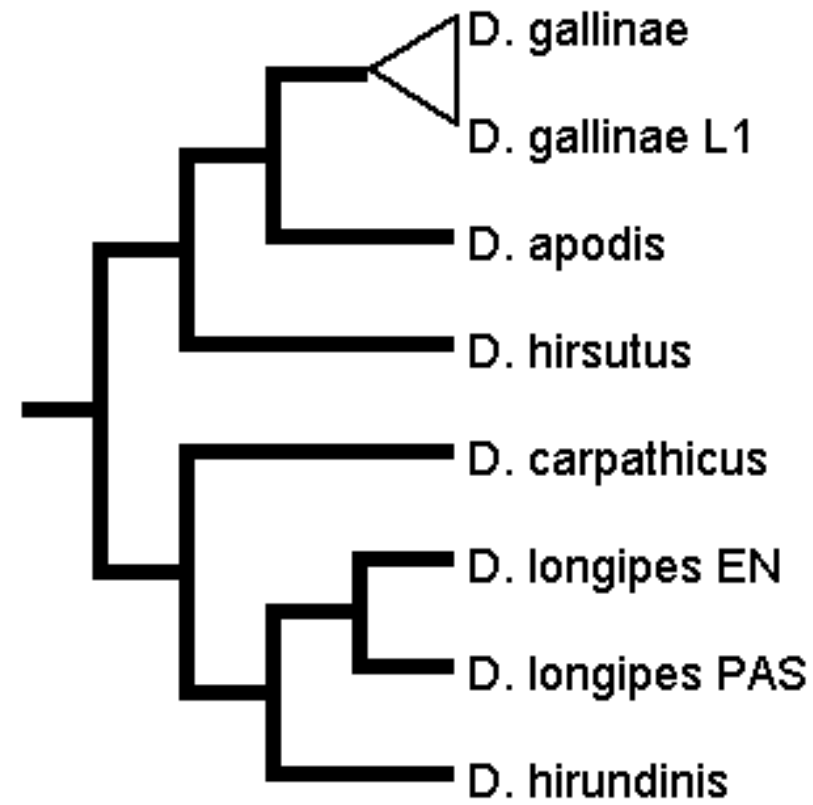 D. gallinae
D. gallinae L1
D. apodis
D. hirsutus
D. carpathicus
D. longipes EN
D. longipes PAS
D. hirundinis